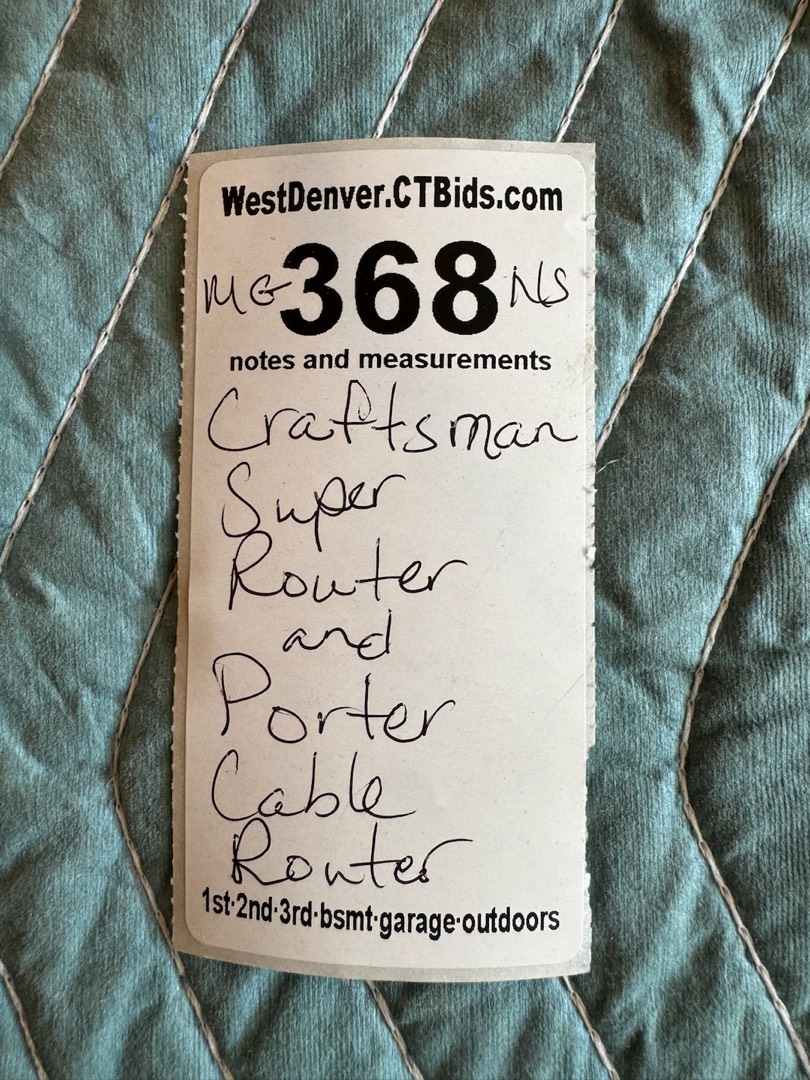 WestDenver.CTBids.com
MG 368 NS
notes and measurements
Craftsman
Super
Router
and
Porter
Cable
Router
1st·2nd·3rd·bsmt·garage·outdoors